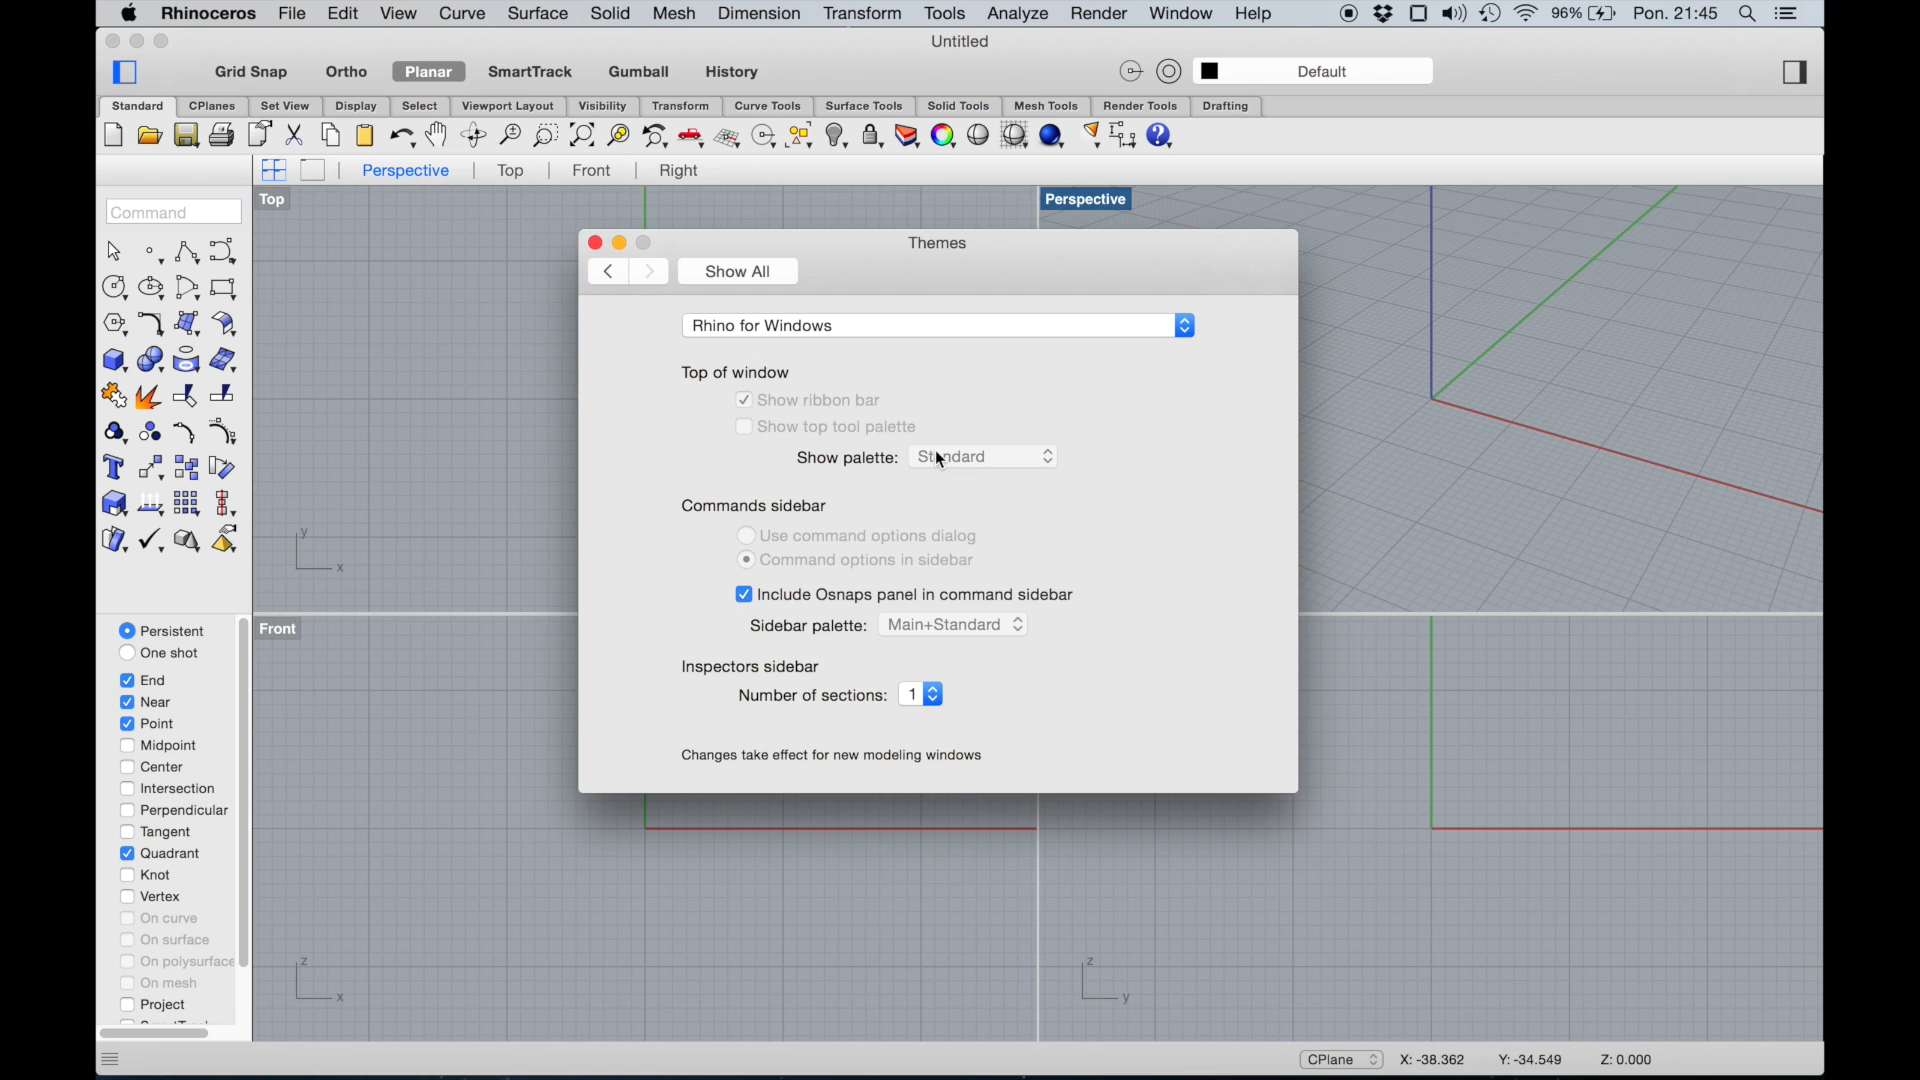 Rhinoceros File Edit View Curve Surface Solid Mesh Dimension Transform Tools Analyze Render Window Help 96% Pon. 21:45
Untitled
Grid Snap Ortho Planar SmartTrack Gumball History Default
Standard CPlanes Set View Display Select Viewport Layout Visibility Transform Curve Tools Surface Tools Solid Tools Mesh Tools Render Tools Drafting
Perspective Top Front Right
Top
Perspective
Command
Themes
Show All
Rhino for Windows
Top of window
Show ribbon bar
Show top tool palette
Show palette: Standard
Commands sidebar
Use command options dialog
Command options in sidebar
Include Osnaps panel in command sidebar
Sidebar palette: Main+Standard
Inspectors sidebar
Number of sections: 1
Changes take effect for new modeling windows
y
x
Front
Persistent
One shot
End
Near
Point
Midpoint
Center
Intersection
Perpendicular
Tangent
Quadrant
Knot
Vertex
On curve
On surface
On polysurface
On mesh
Project
z
x
z
y
CPlane X: -38.362 Y: -34.549 Z: 0.000